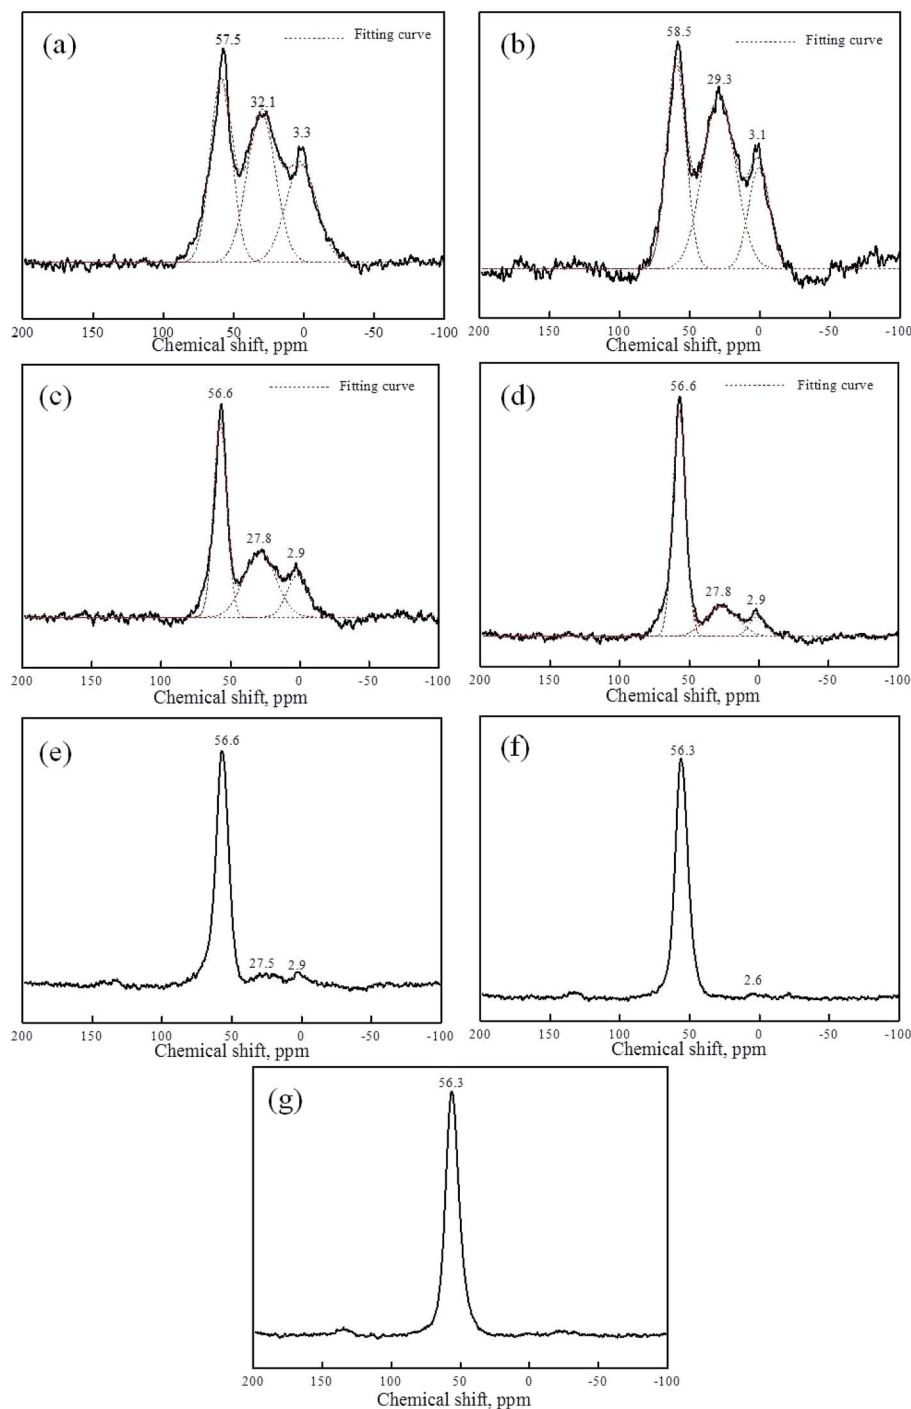 (a)
57.5
Fitting curve
32.1
3.3
200 150 100 50 0 -50 -100
Chemical shift, ppm
(b)
58.5
Fitting curve
29.3
3.1
200 150 100 50 0 -50 -100
Chemical shift, ppm
(c)
56.6
Fitting curve
27.8
2.9
200 150 100 50 0 -50 -100
Chemical shift, ppm
(d)
56.6
Fitting curve
27.8
2.9
200 150 100 50 0 -50 -100
Chemical shift, ppm
(e)
56.6
27.5
2.9
200 150 100 50 0 -50 -100
Chemical shift, ppm
(f)
56.3
2.6
200 150 100 50 0 -50 -100
Chemical shift, ppm
(g)
56.3
200 150 100 50 0 -50 -100
Chemical shift, ppm